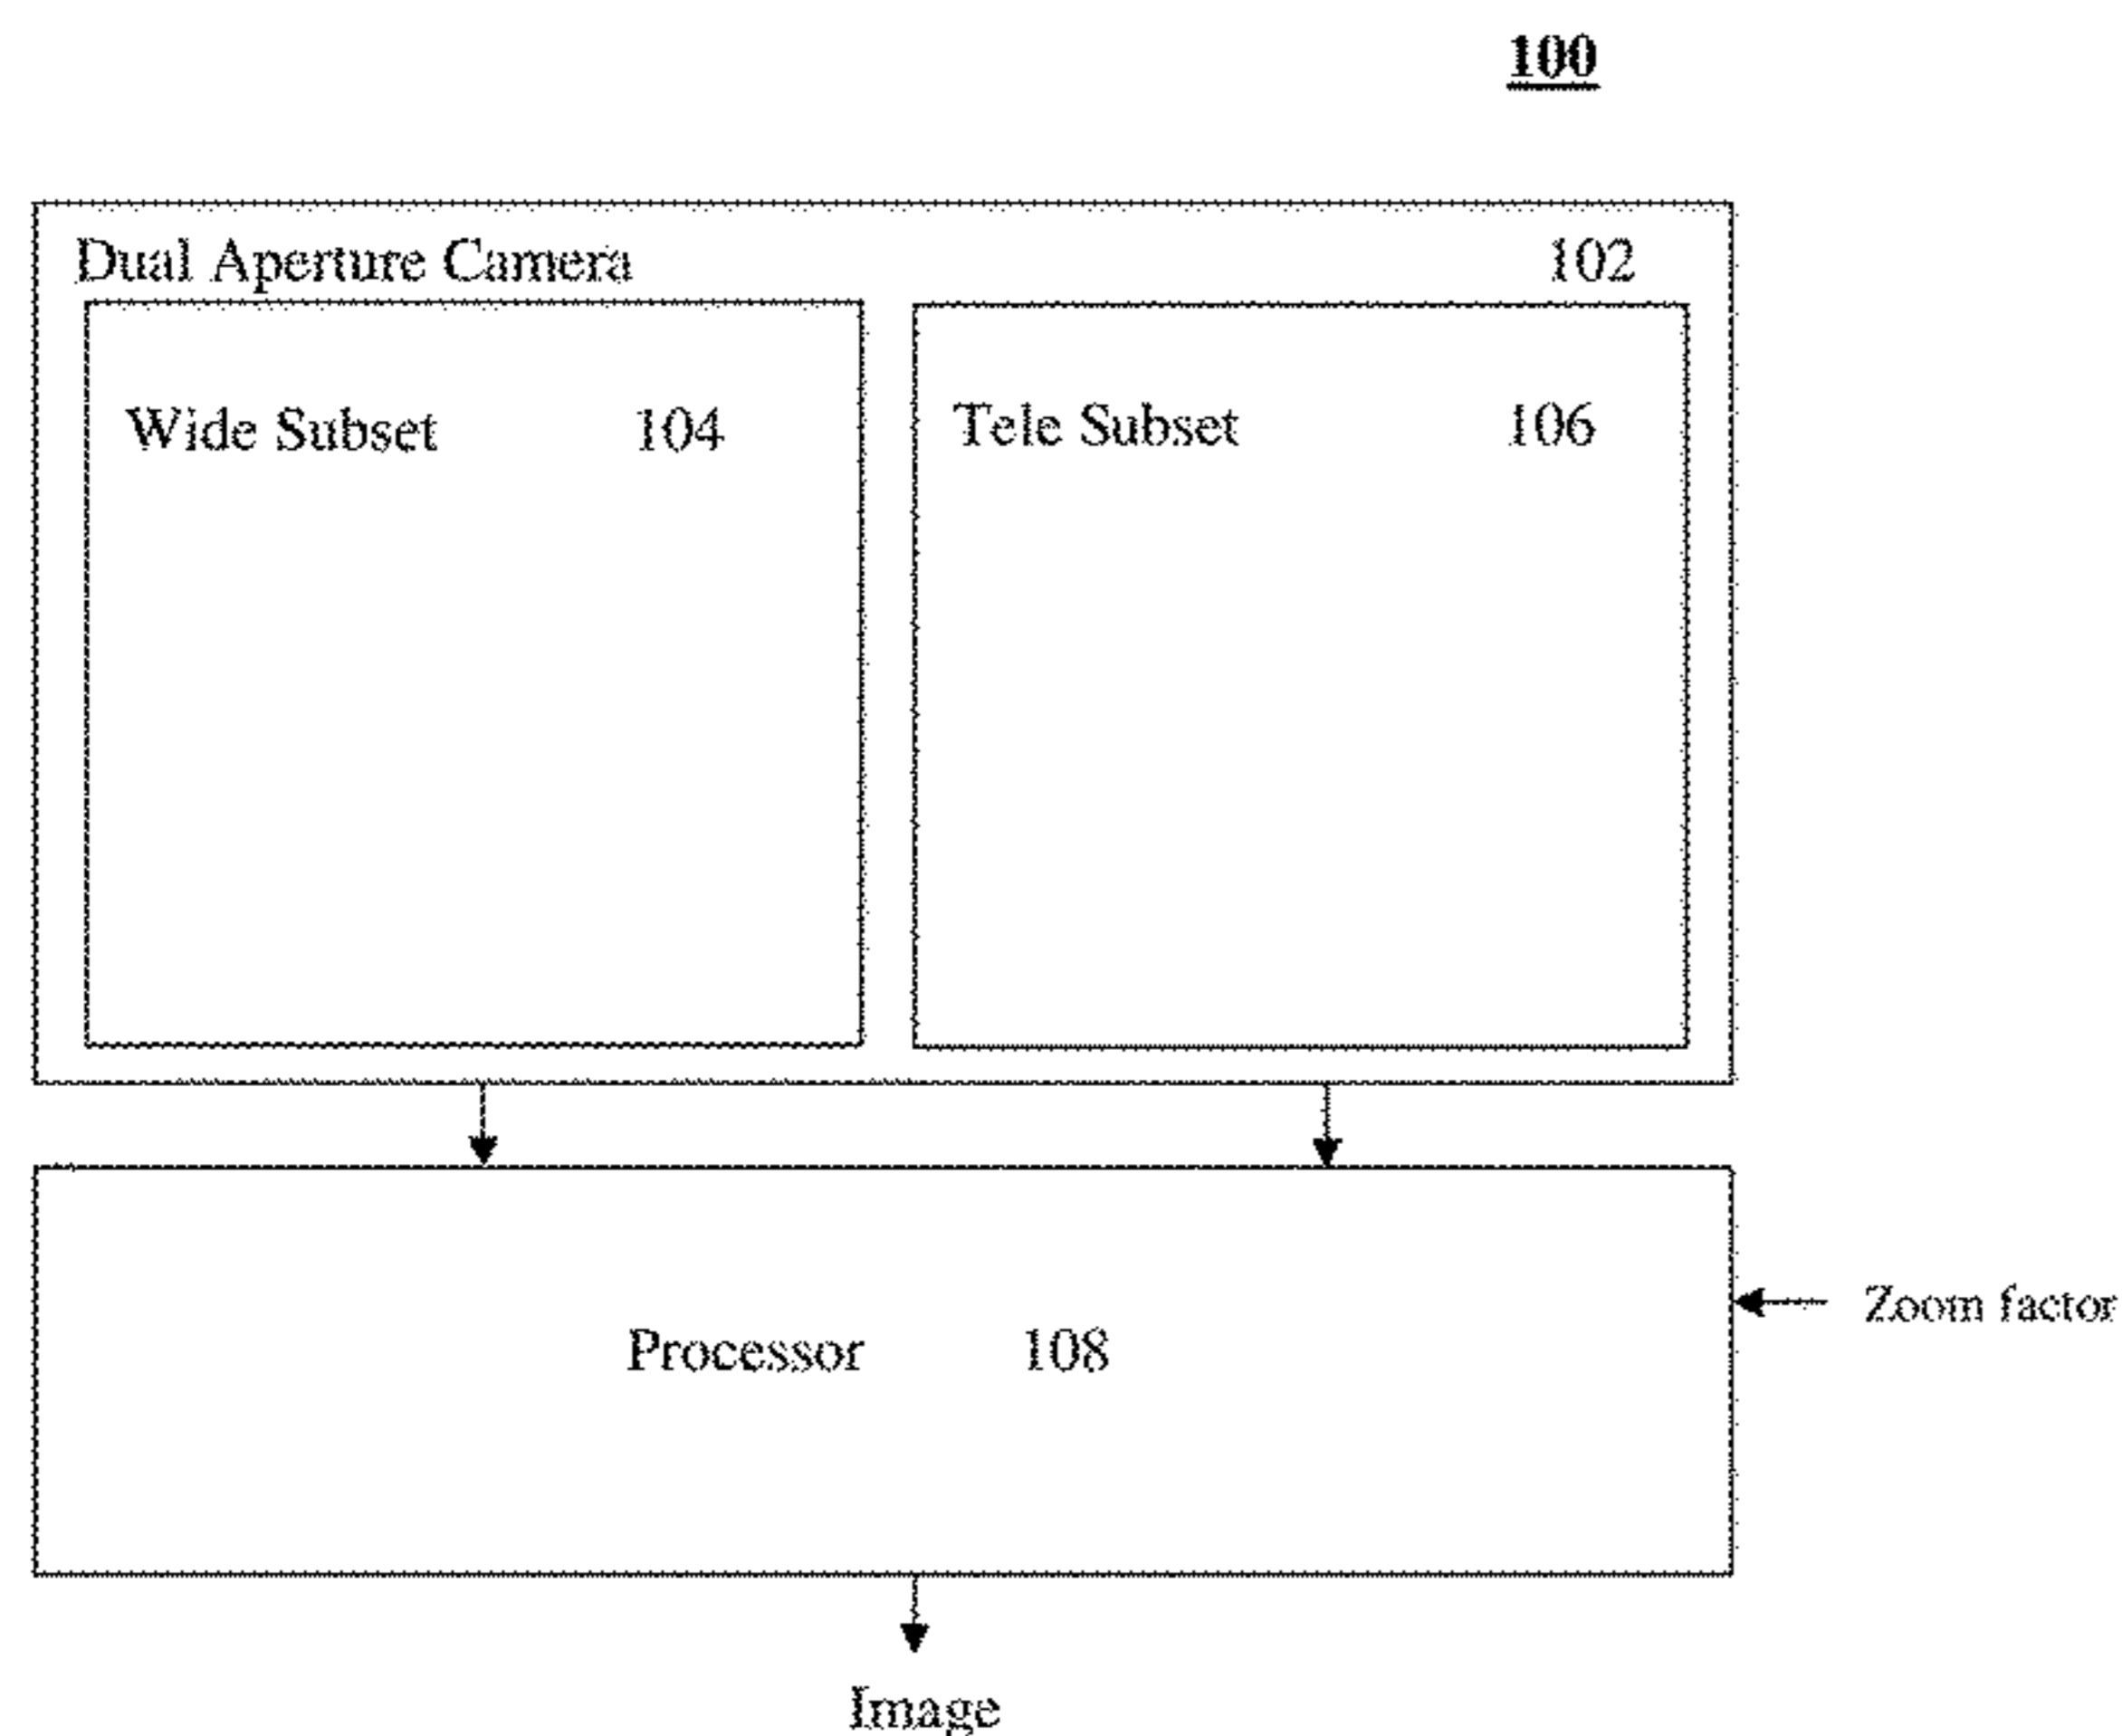 100
Dual Aperture Camera 102
Wide Subset 104
Tele Subset 106
Processor 108
Zoom factor
Image